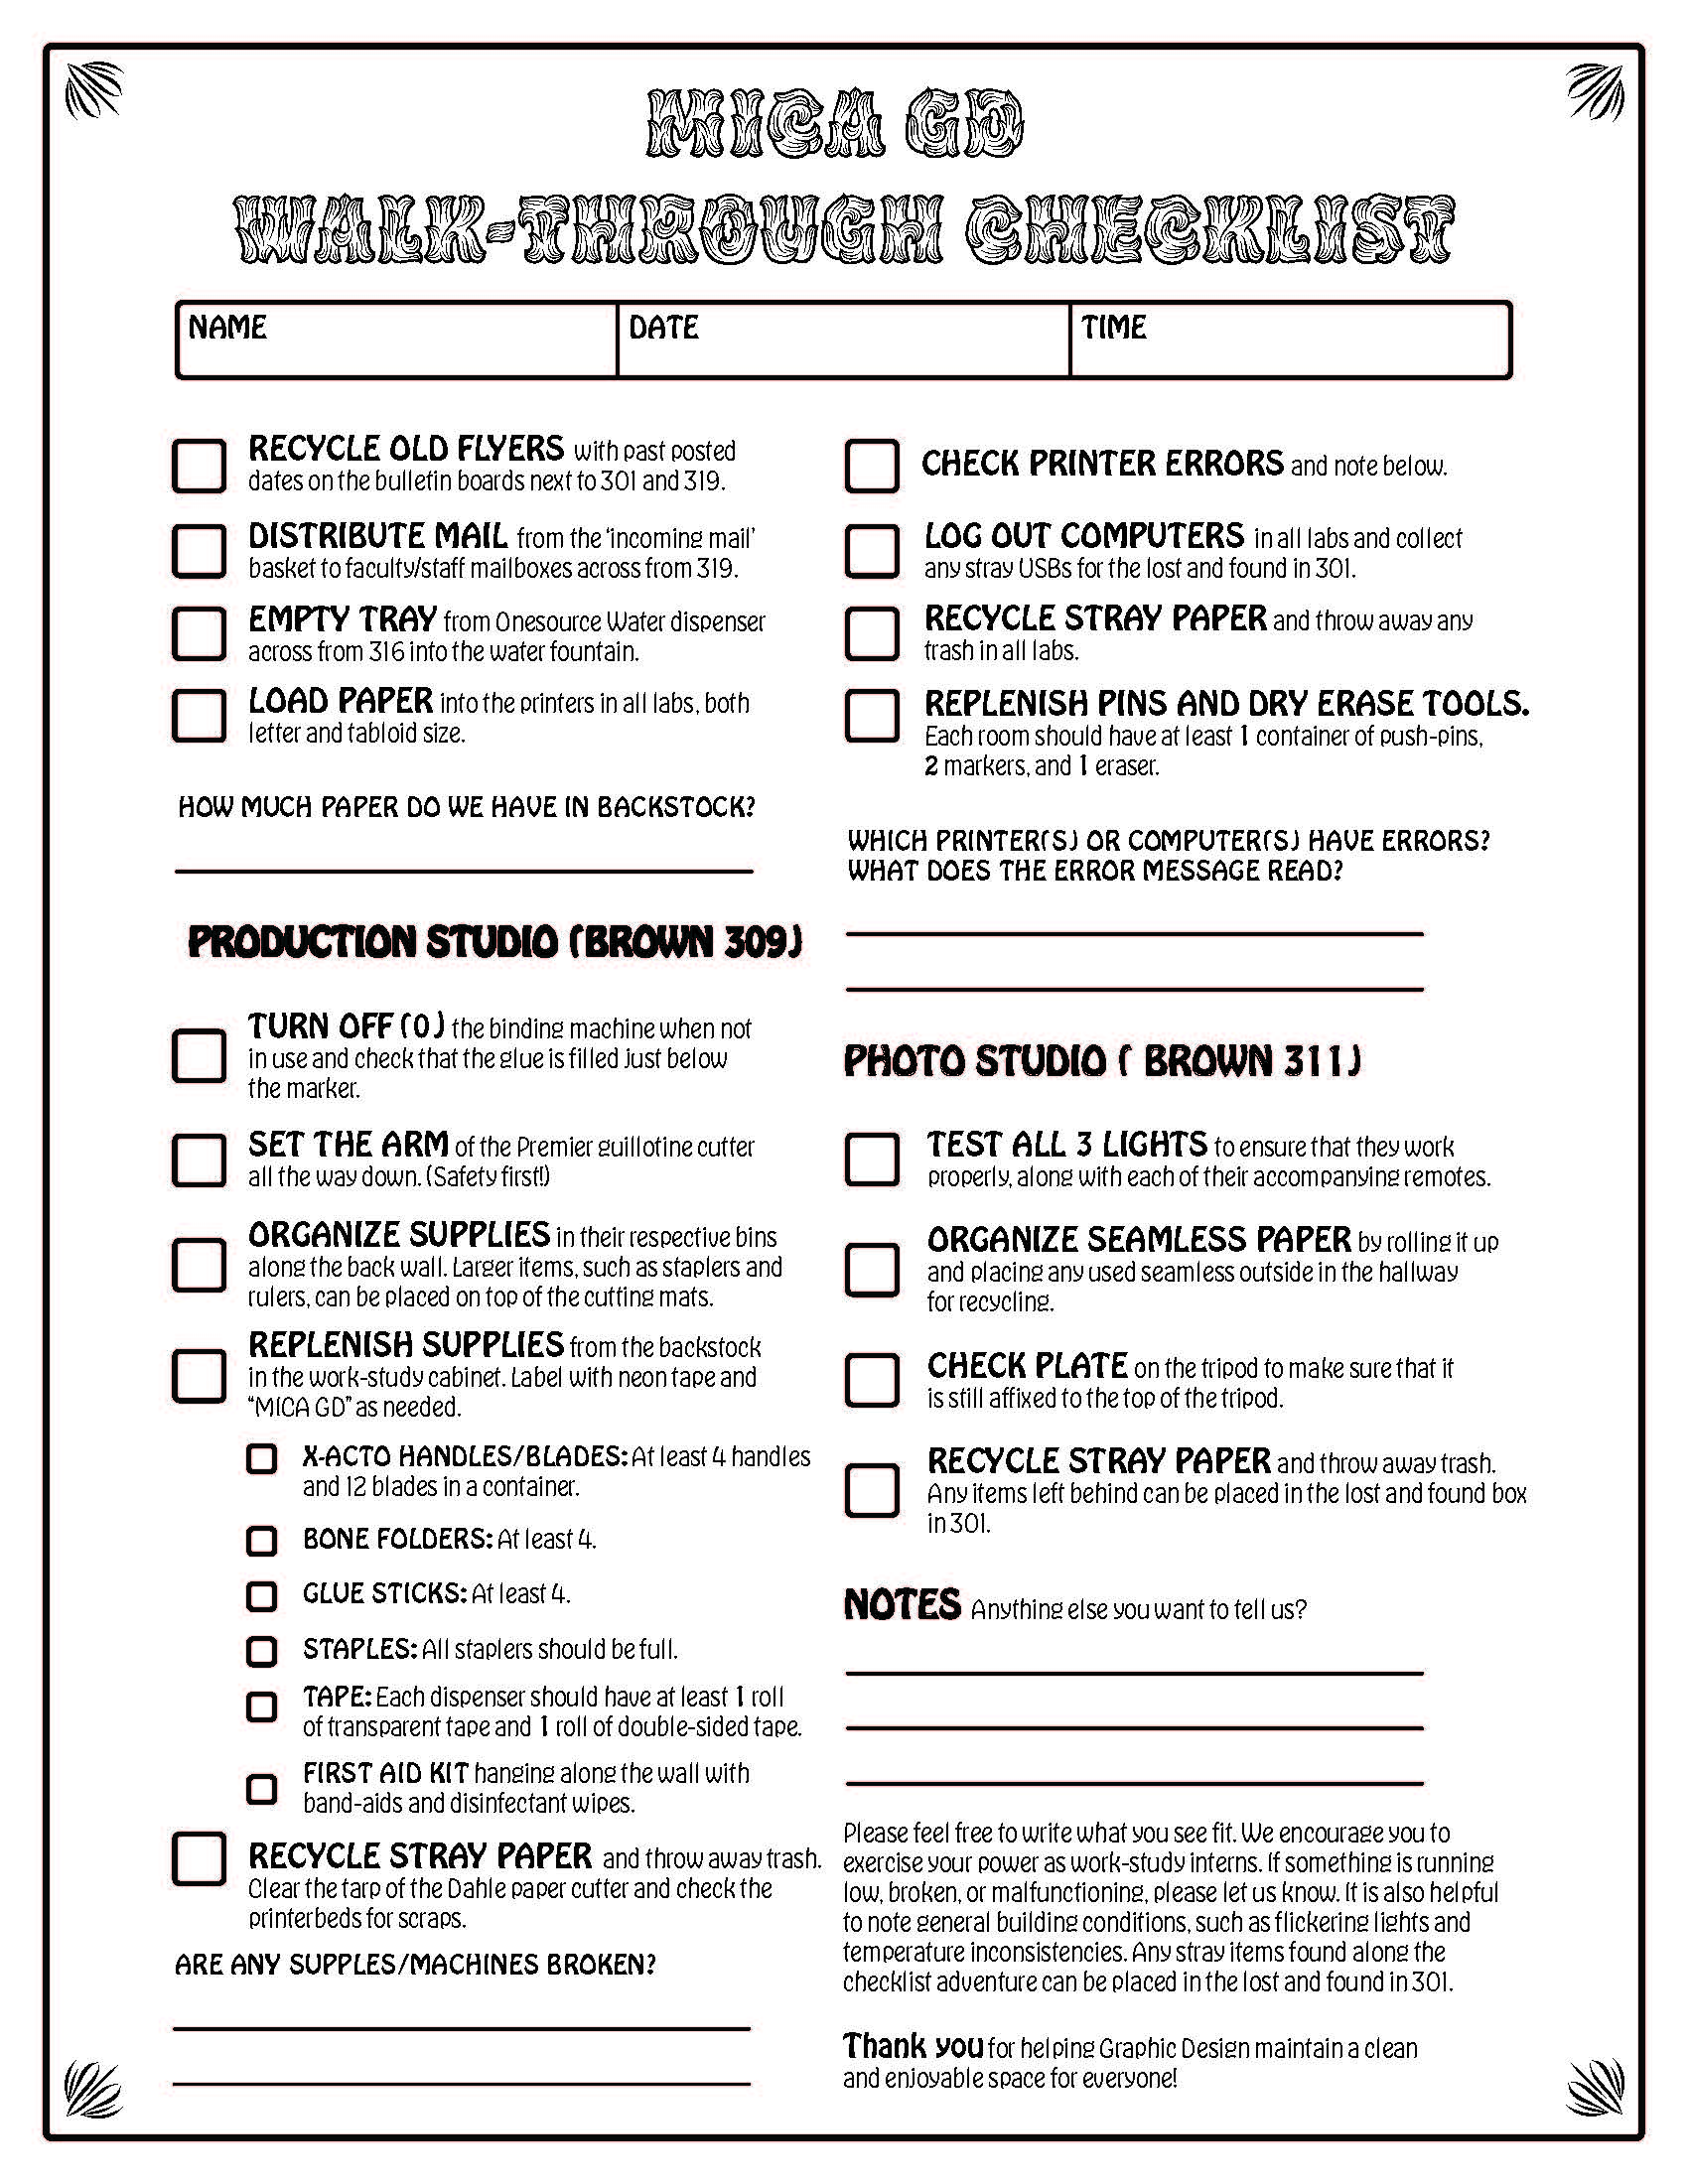 MICA GD
WALK-THROUGH CHECKLIST
NAME
DATE
TIME
RECYCLE OLD FLYERS with past posted
dates on the bulletin boards next to 301 and 319.
DISTRIBUTE MAIL from the ‘incoming mail’
basket to faculty/staff mailboxes across from 319.
EMPTY TRAY from Onesource Water dispenser
across from 316 into the water fountain.
LOAD PAPER into the printers in all labs, both
letter and tabloid size.
HOW MUCH PAPER DO WE HAVE IN BACKSTOCK?
PRODUCTION STUDIO (BROWN 309)
TURN OFF (O) the binding machine when not
in use and check that the glue is filled just below
the marker.
SET THE ARM of the Premier guillotine cutter
all the way down. (Safety first!)
ORGANIZE SUPPLIES in their respective bins
along the back wall. Larger items, such as staplers and
rulers, can be placed on top of the cutting mats.
REPLENISH SUPPLIES from the backstock
in the work-study cabinet. Label with neon tape and
“MICA GD” as needed.
X-ACTO HANDLES/BLADES: At least 4 handles
and 12 blades in a container.
BONE FOLDERS: At least 4.
GLUE STICKS: At least 4.
STAPLES: All staplers should be full.
TAPE: Each dispenser should have at least 1 roll
of transparent tape and 1 roll of double-sided tape.
FIRST AID KIT hanging along the wall with
band-aids and disinfectant wipes.
RECYCLE STRAY PAPER and throw away trash.
Clear the tarp of the Dahle paper cutter and check the
printerbeds for scraps.
ARE ANY SUPPLES/MACHINES BROKEN?
CHECK PRINTER ERRORS and note below.
LOG OUT COMPUTERS in all labs and collect
any stray USBs for the lost and found in 301.
RECYCLE STRAY PAPER and throw away any
trash in all labs.
REPLENISH PINS AND DRY ERASE TOOLS.
Each room should have at least 1 container of push-pins,
2 markers, and 1 eraser.
WHICH PRINTER(S) OR COMPUTER(S) HAVE ERRORS?
WHAT DOES THE ERROR MESSAGE READ?
PHOTO STUDIO ( BROWN 311)
TEST ALL 3 LIGHTS to ensure that they work
properly, along with each of their accompanying remotes.
ORGANIZE SEAMLESS PAPER by rolling it up
and placing any used seamless outside in the hallway
for recycling.
CHECK PLATE on the tripod to make sure that it
is still affixed to the top of the tripod.
RECYCLE STRAY PAPER and throw away trash.
Any items left behind can be placed in the lost and found box
in 301.
NOTES Anything else you want to tell us?
Please feel free to write what you see fit. We encourage you to
exercise your power as work-study interns. If something is running
low, broken, or malfunctioning, please let us know. It is also helpful
to note general building conditions, such as flickering lights and
temperature inconsistencies. Any stray items found along the
checklist adventure can be placed in the lost and found in 301.
Thank you for helping Graphic Design maintain a clean
and enjoyable space for everyone!